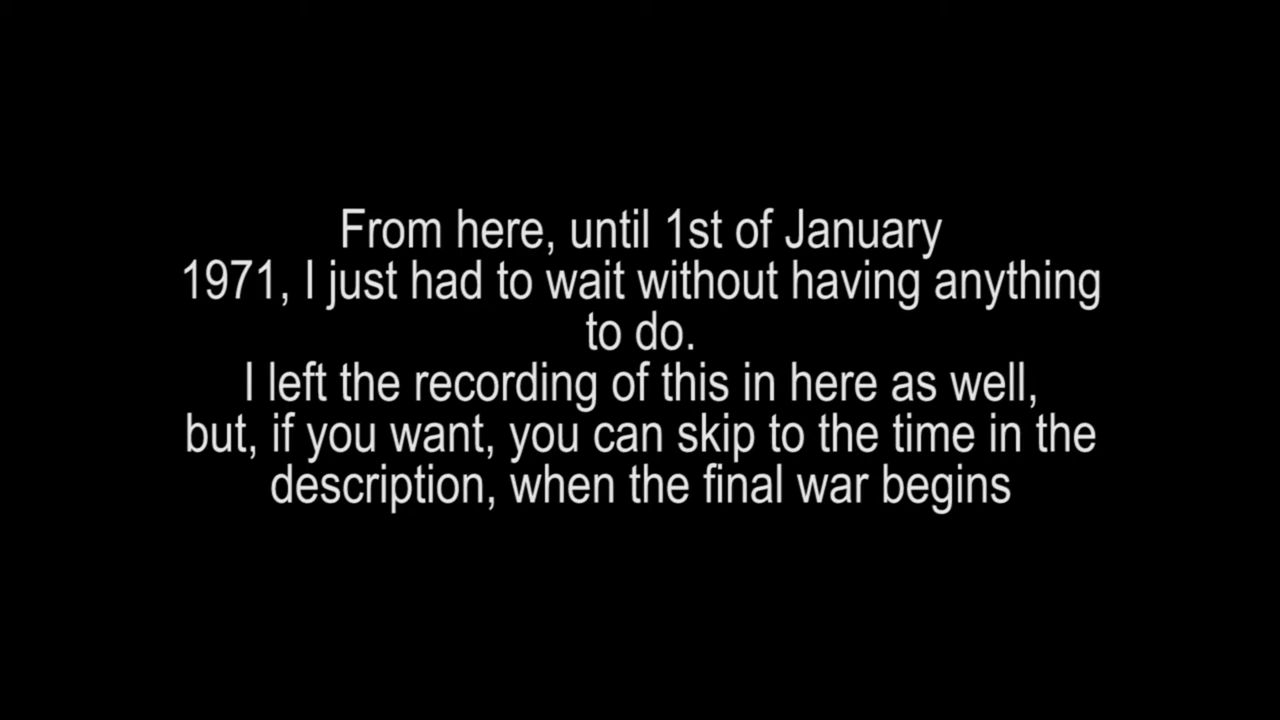 From here, until 1st of January
1971, I just had to wait without having anything
to do.
I left the recording of this in here as well,
but, if you want, you can skip to the time in the
description, when the final war begins